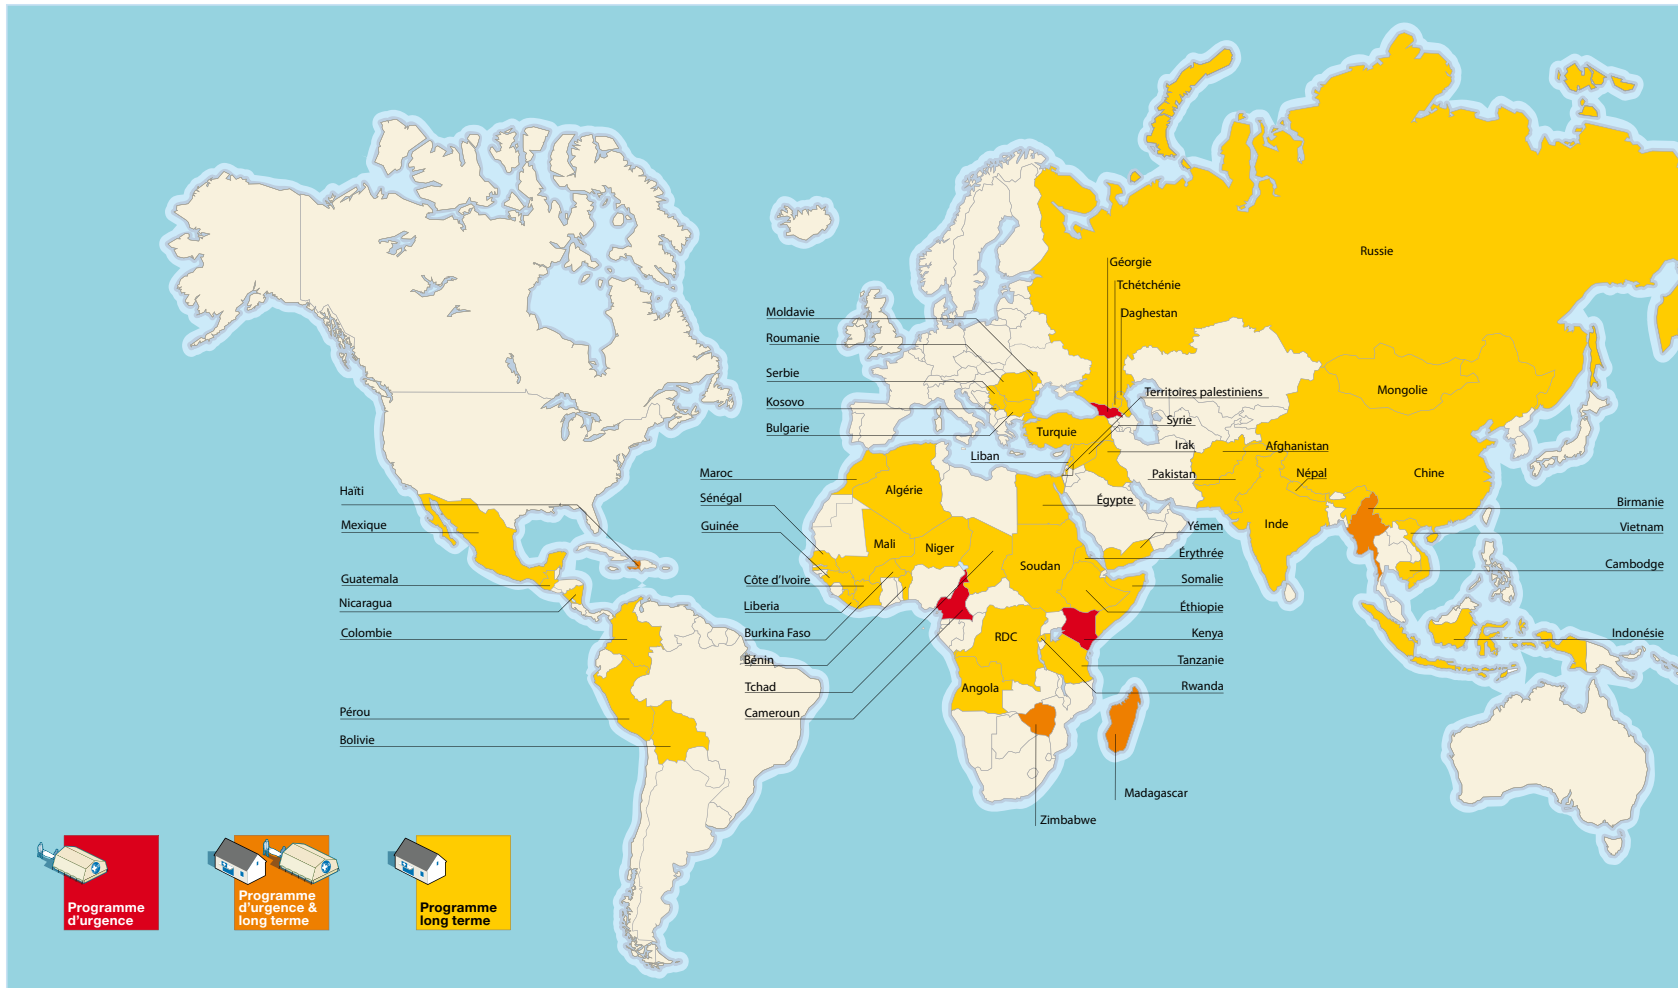 Russie
Géorgie
Tchétchénie
Daghestan
Moldavie
Roumanie
Serbie
Kosovo
Bulgarie
Territoires palestiniens
Syrie
Turquie
Irak
Liban
Mongolie
Afghanistan
Pakistan
Népal
Chine
Inde
Birmanie
Vietnam
Cambodge
Indonésie
Maroc
Sénégal
Guinée
Côte d'Ivoire
Liberia
Burkina Faso
Bénin
Tchad
Cameroun
Algérie
Mali
Niger
Égypte
Soudan
RDC
Angola
Yémen
Érythrée
Somalie
Éthiopie
Kenya
Tanzanie
Rwanda
Madagascar
Zimbabwe
Haïti
Mexique
Guatemala
Nicaragua
Colombie
Pérou
Bolivie
Programme
d'urgence
Programme
d'urgence &
long terme
Programme
long terme